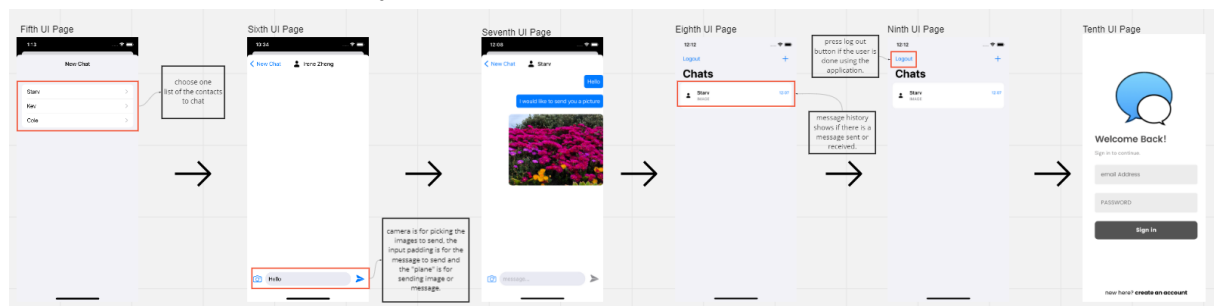 Fifth UI Page
1:13
New Chat
Starv
Kev
Cole
choose one
list of the contacts
to chat
Sixth UI Page
10:34
New Chat
Irene Zheng
Hello
camera is for picking the
images to send, the
input padding is for the
message to send and
the "plane" is for
sending image or
message.
Seventh UI Page
12:08
New Chat
Starv
Hello
I would like to send you a picture
message...
Eighth UI Page
12:12
Logout
+
Chats
Starv
12:07
IMAGE
message history
shows if there is a
message sent or
received.
press log out
button if the user is
done using the
application.
Ninth UI Page
12:12
Logout
+
Chats
Starv
12:07
IMAGE
Tenth UI Page
Welcome Back!
Sign in to continue
email Address
PASSWORD
Sign in
new here? create an account